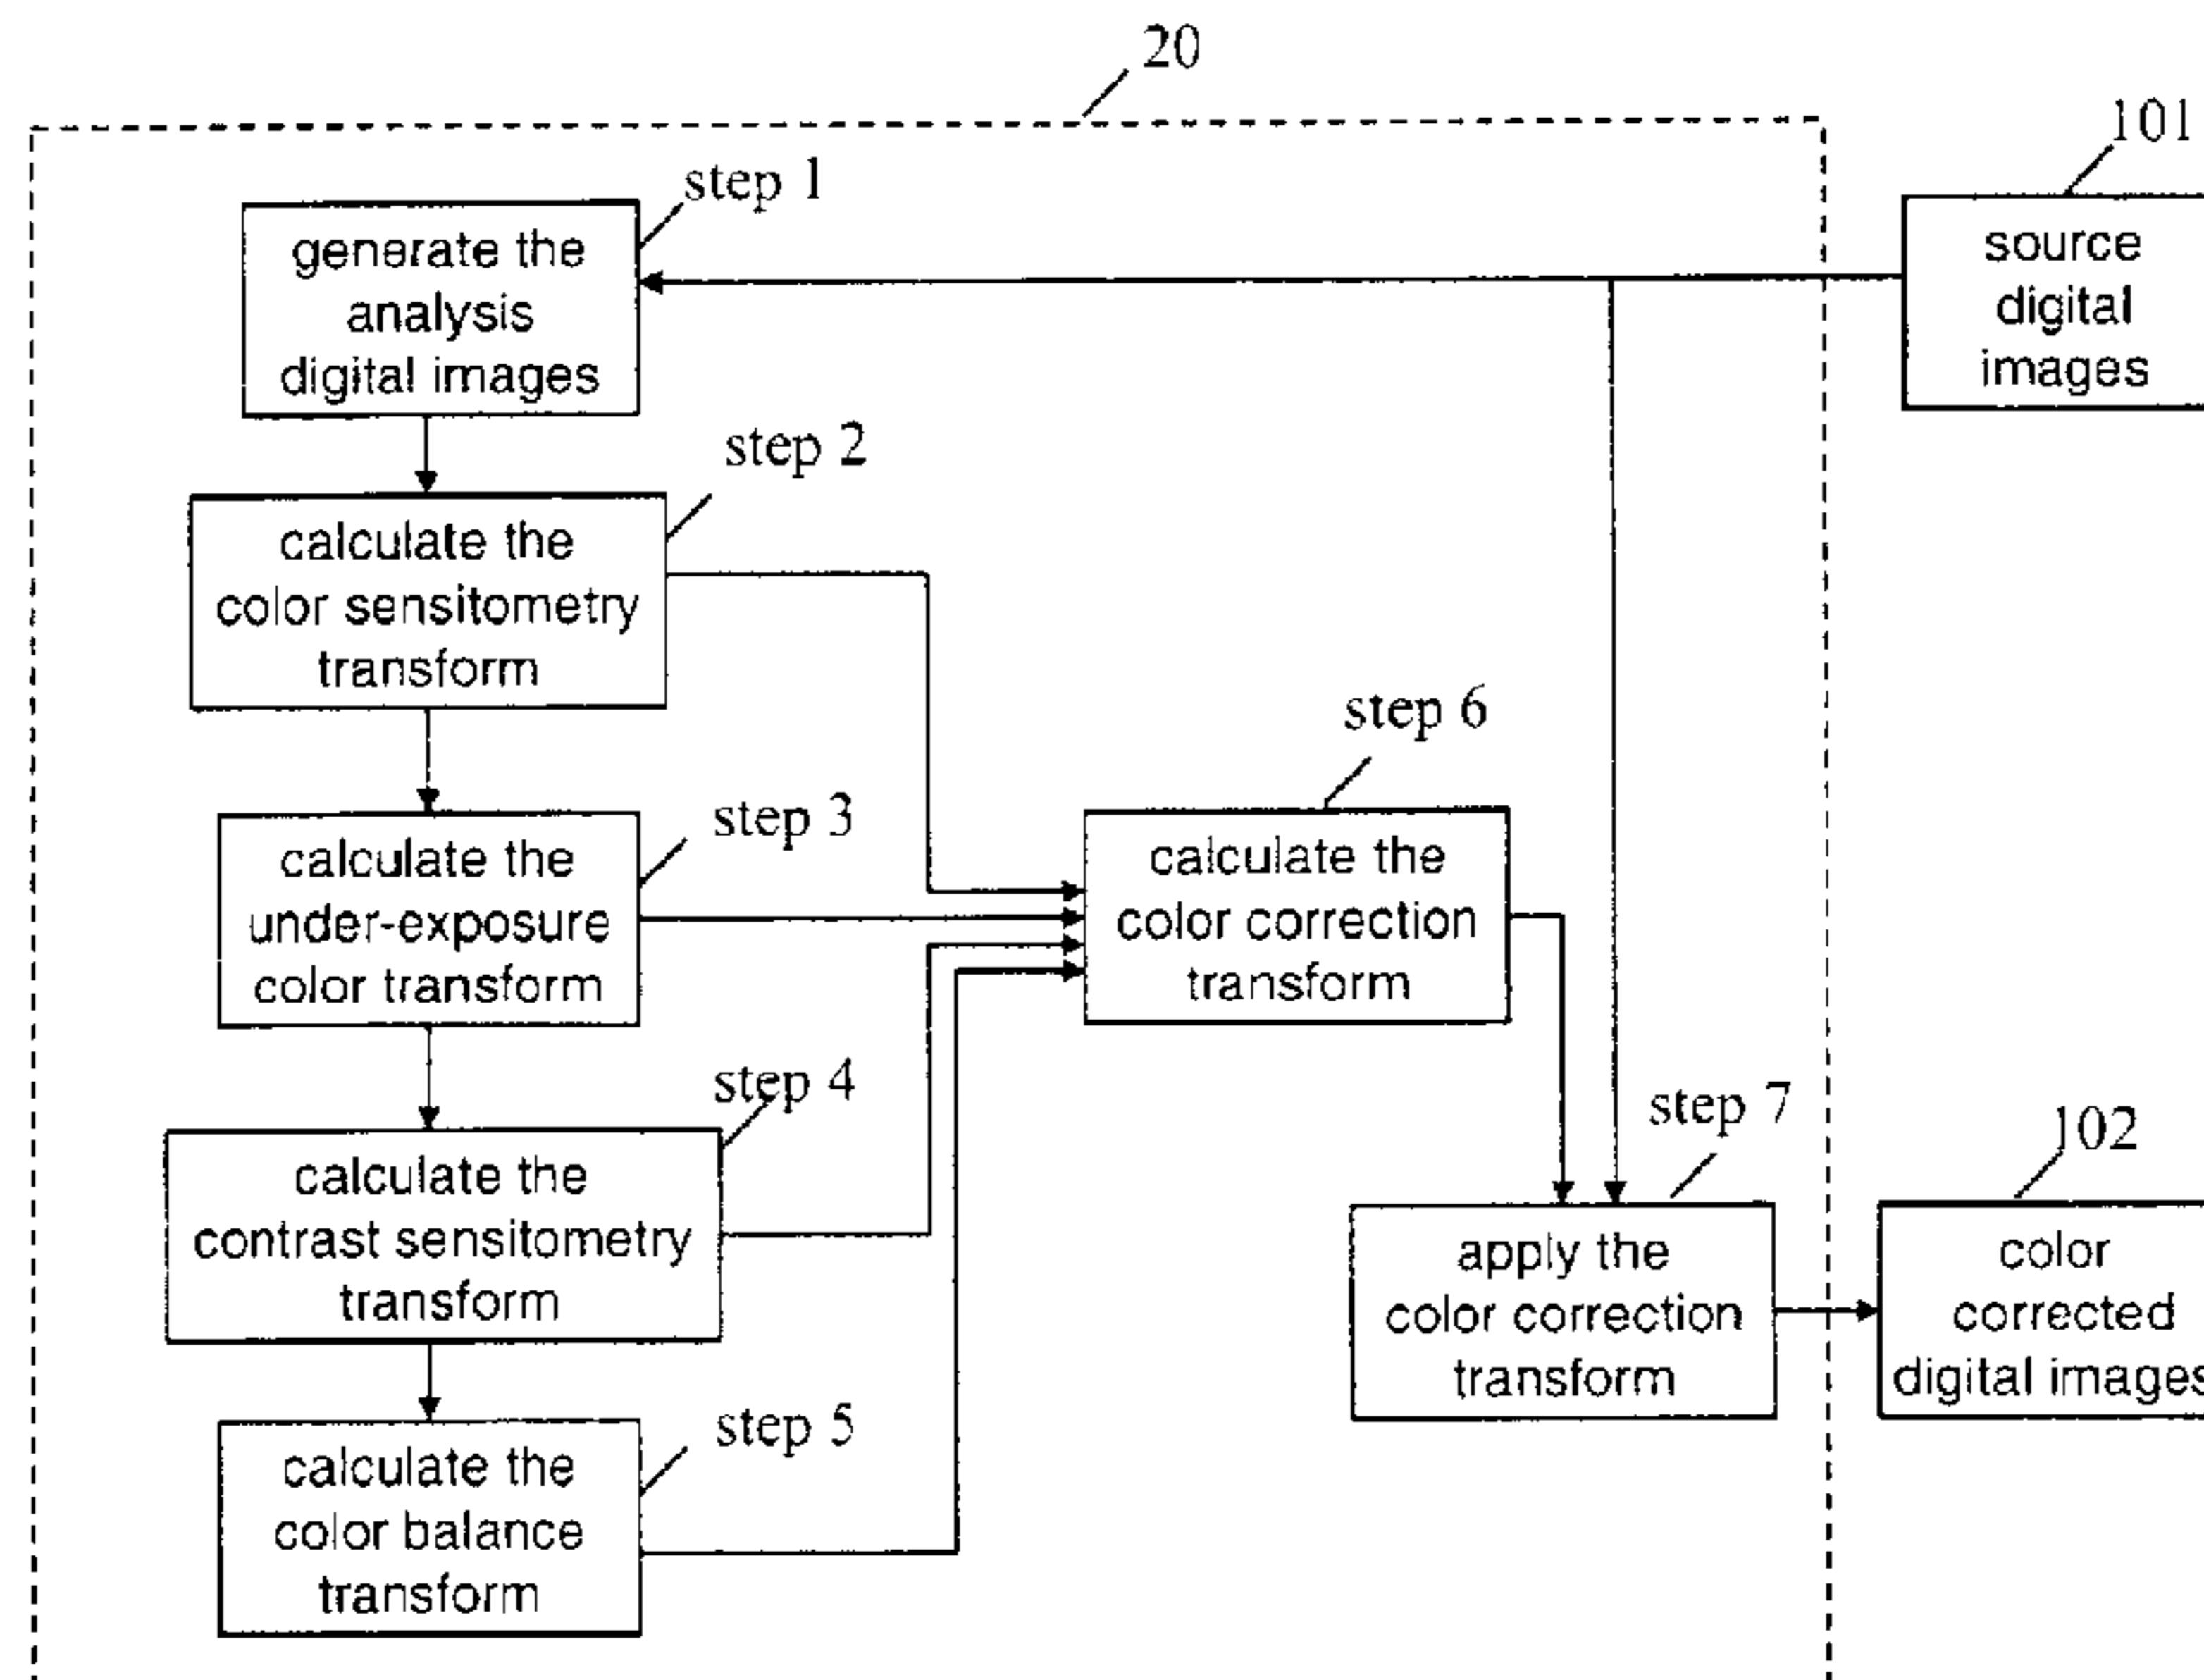 20
101
step 1
generate the
analysis
digital images
source
digital
images
step 2
calculate the
color sensitometry
transform
step 3
calculate the
under-exposure
color transform
step 6
calculate the
color correction
transform
step 4
calculate the
contrast sensitometry
transform
step 7
apply the
color correction
transform
102
color
corrected
digital images
step 5
calculate the
color balance
transform